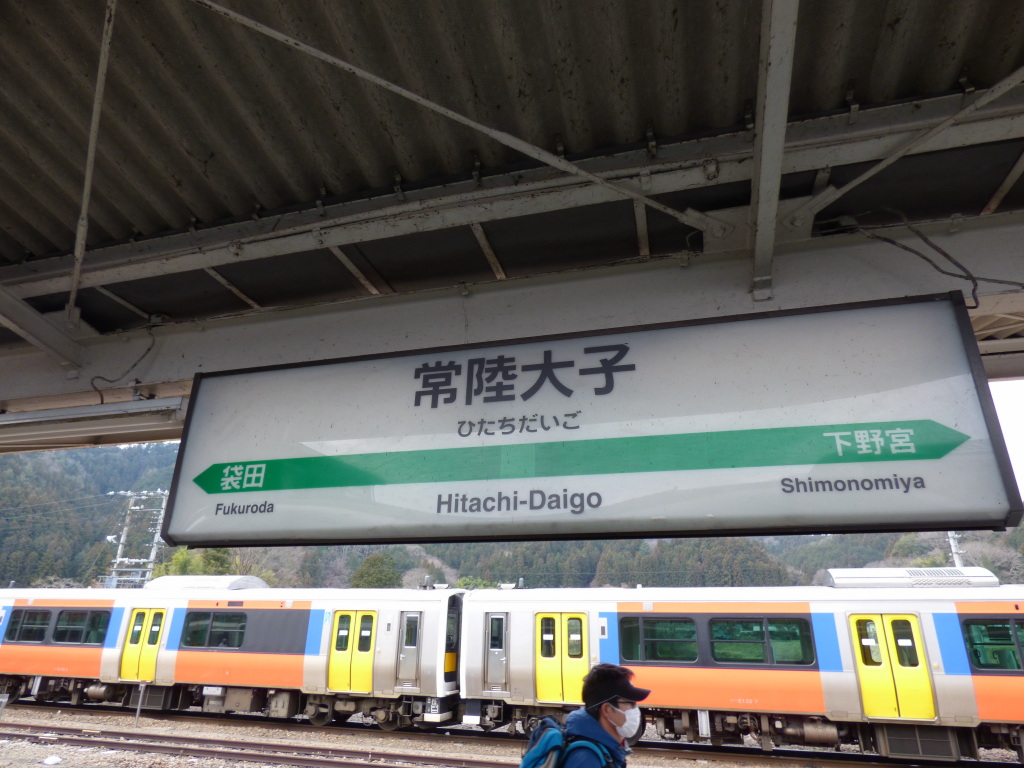 常陸大子
ひたちだいご
袋田
下野宮
Fukuroda
Hitachi-Daigo
Shimonomiya